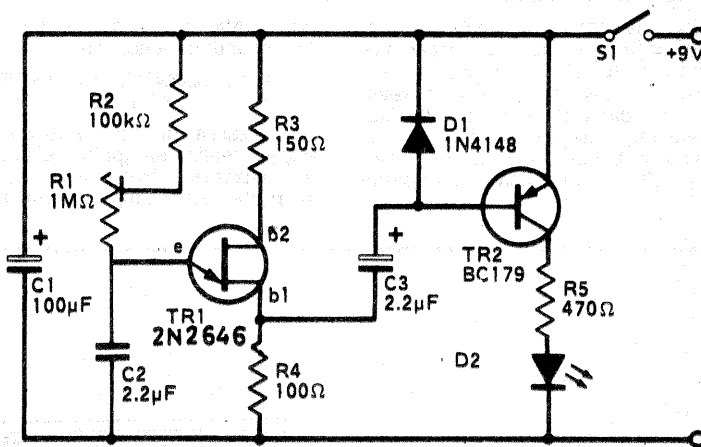 S1
+9V
R2
100kΩ
R3
150Ω
D1
1N4148
R1
1MΩ
e
b2
+
+
TR2
BC179
C1
100µF
b1
C3
2.2µF
R5
470Ω
TR1
2N2646
C2
2.2µF
R4
100Ω
D2